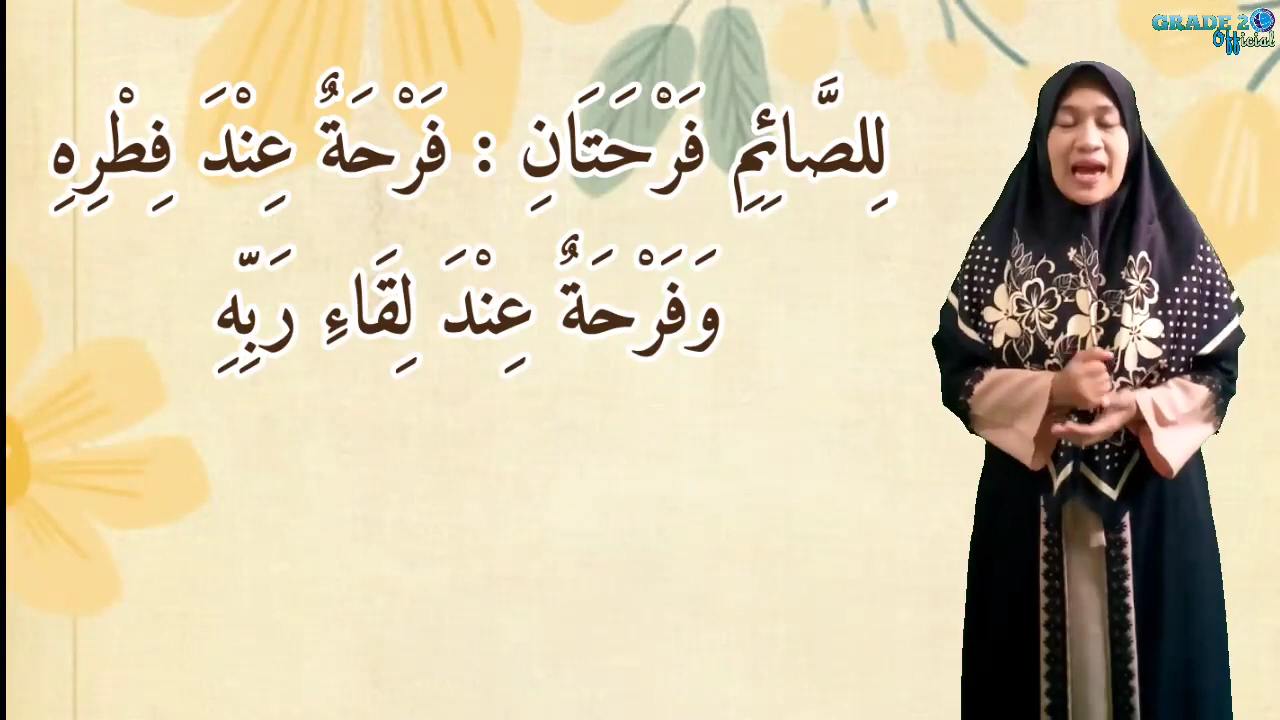 GRADE 2
Official
لِلصَّائِمِ فَرْحَتَانِ : فَرْحَةٌ عِنْدَ فِطْرِهِ
وَفَرْحَةٌ عِنْدَ لِقَاءِ رَبِّهِ